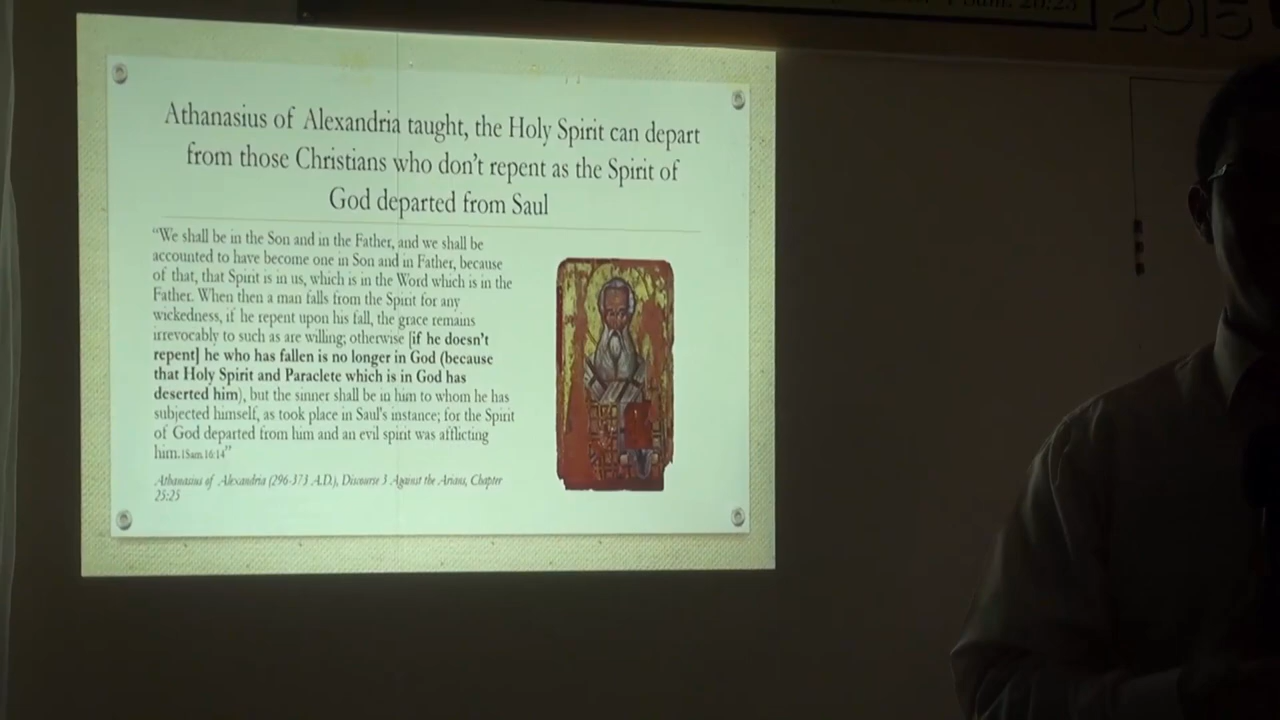 1 Sam. 26:23
2015
Athanasius of Alexandria taught, the Holy Spirit can depart
from those Christians who don't repent as the Spirit of
God departed from Saul
“We shall be in the Son and in the Father, and we shall be
accounted to have become one in Son and in Father, because
of that, that Spirit is in us, which is in the Word which is in the
Father. When then a man falls from the Spirit for any
wickedness, if he repent upon his fall, the grace remains
irrevocably to such as are willing; otherwise [if he doesn't
repent] he who has fallen is no longer in God (because
that Holy Spirit and Paraclete which is in God has
deserted him), but the sinner shall be in him to whom he has
subjected himself, as took place in Saul's instance; for the Spirit
of God departed from him and an evil spirit was afflicting
him.1Sam.16:14”
Athanasius of Alexandria (296-373 A.D.), Discourse 3 Against the Arians, Chapter
25:25